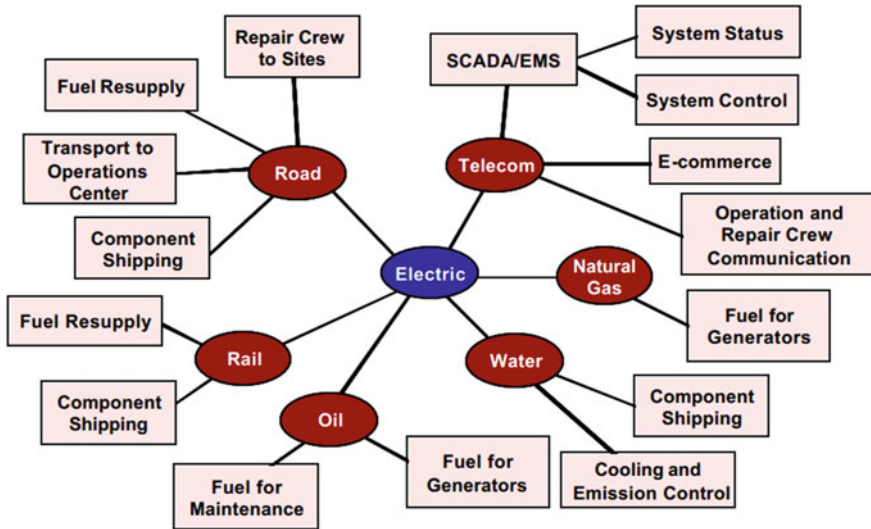 Repair Crew
to Sites
System Status
SCADA/EMS
Fuel Resupply
System Control
Transport to
Operations
Center
Road
Telecom
E-commerce
Operation and
Repair Crew
Communication
Component
Shipping
Electric
Natural
Gas
Fuel Resupply
Rail
Water
Fuel for
Generators
Component
Shipping
Component
Shipping
Oil
Fuel for
Maintenance
Fuel for
Generators
Cooling and
Emission Control